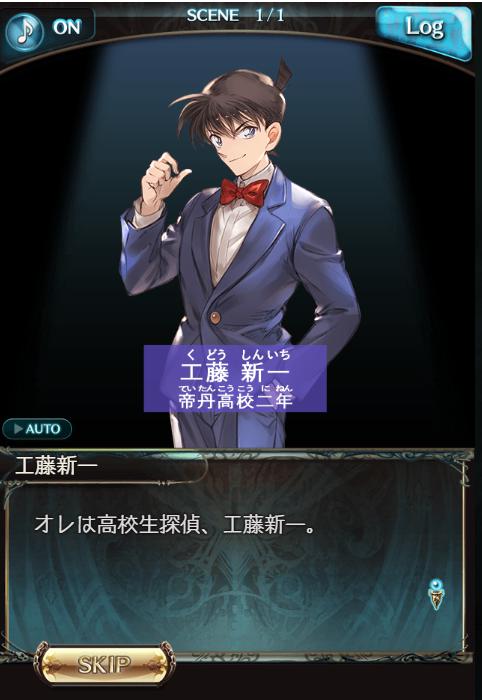 ON
SCENE 1/1
Log
くどう しんいち
工藤 新一
ていたんこうこう に ねん
帝丹高校二年
AUTO
工藤新一
オレは高校生探偵、工藤新一。
SKIP